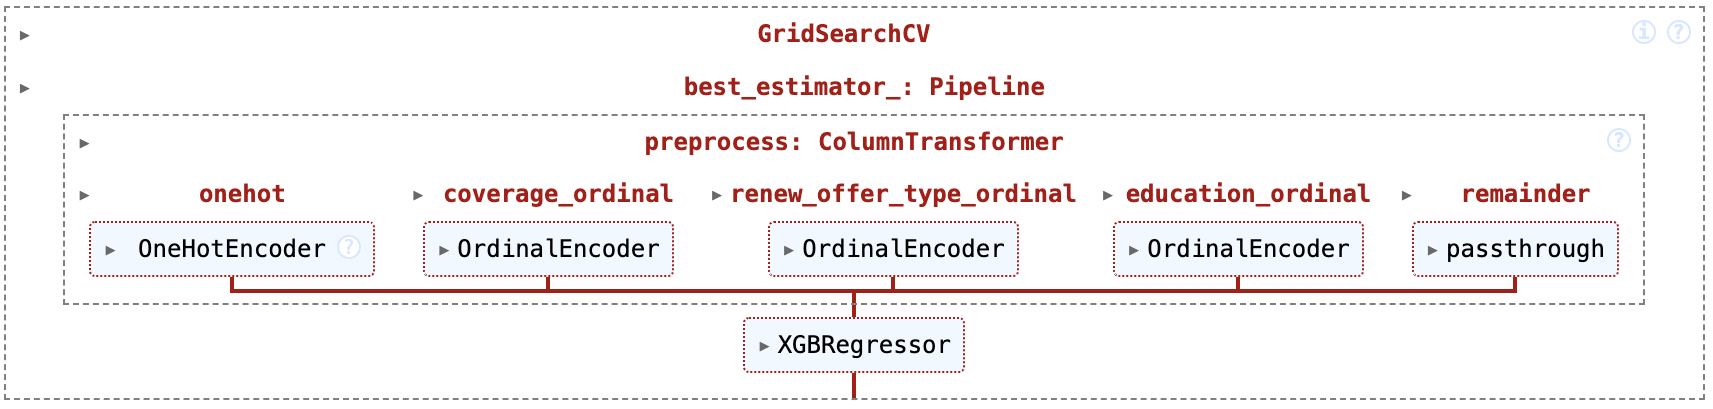 GridSearchCV i ?
best_estimator_: Pipeline
preprocess: ColumnTransformer ?
onehot coverage_ordinal renew_offer_type_ordinal education_ordinal remainder
OneHotEncoder ? OrdinalEncoder OrdinalEncoder OrdinalEncoder passthrough
XGBRegressor